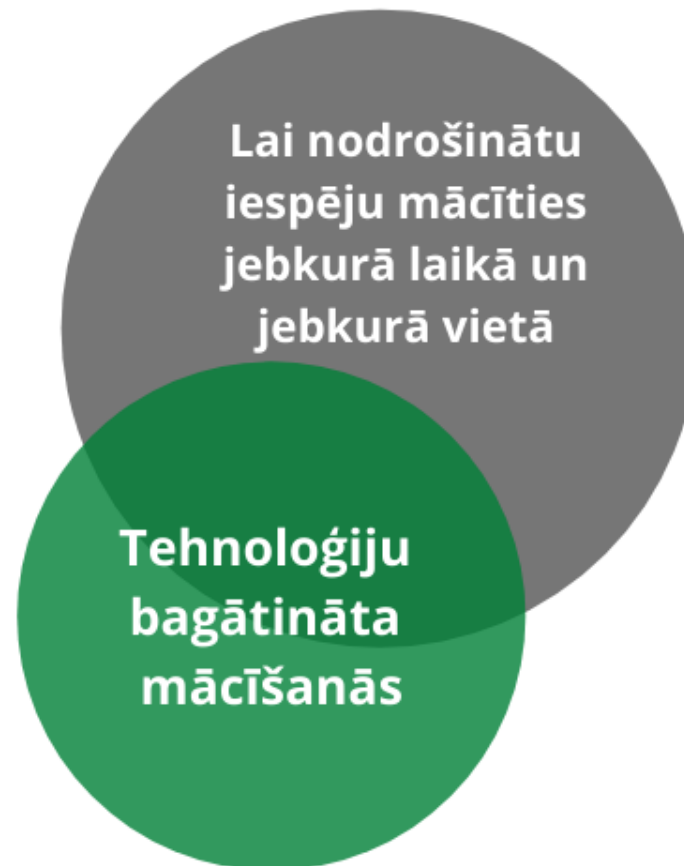 Lai nodrošinātu
iespēju mācīties
jebkurā laikā un
jebkurā vietā
Tehnoloģiju
bagātināta
mācīšanās